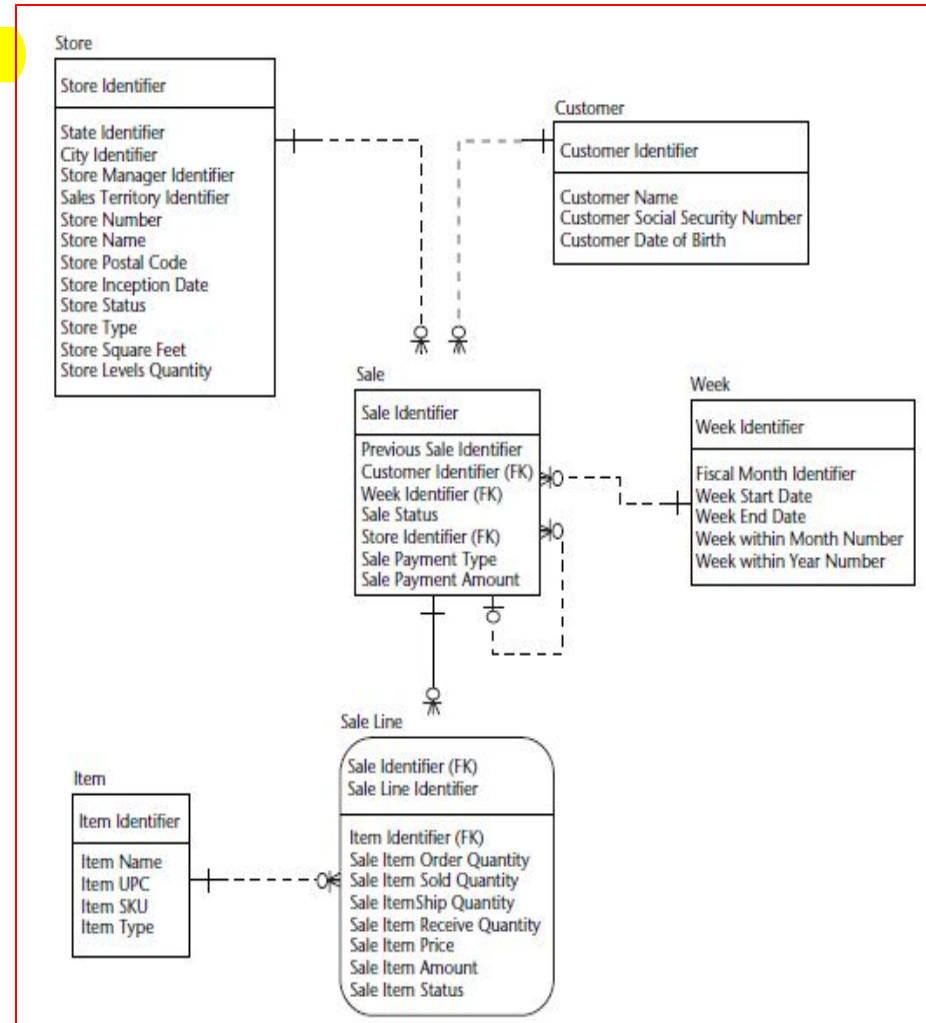 Store
Store Identifier
State Identifier
City Identifier
Store Manager Identifier
Sales Territory Identifier
Store Number
Store Name
Store Postal Code
Store Inception Date
Store Status
Store Type
Store Square Feet
Store Levels Quantity
Customer
Customer Identifier
Customer Name
Customer Social Security Number
Customer Date of Birth
Sale
Sale Identifier
Previous Sale Identifier
Customer Identifier (FK)
Week Identifier (FK)
Sale Status
Store Identifier (FK)
Sale Payment Type
Sale Payment Amount
Week
Week Identifier
Fiscal Month Identifier
Week Start Date
Week End Date
Week within Month Number
Week within Year Number
Sale Line
Sale Identifier (FK)
Sale Line Identifier
Item Identifier (FK)
Sale Item Order Quantity
Sale Item Sold Quantity
Sale ItemShip Quantity
Sale Item Receive Quantity
Sale Item Price
Sale Item Amount
Sale Item Status
Item
Item Identifier
Item Name
Item UPC
Item SKU
Item Type